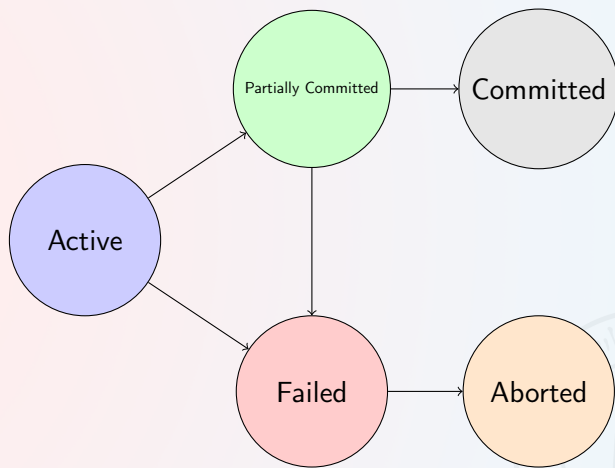 Partially Committed
Committed
Active
Failed
Aborted